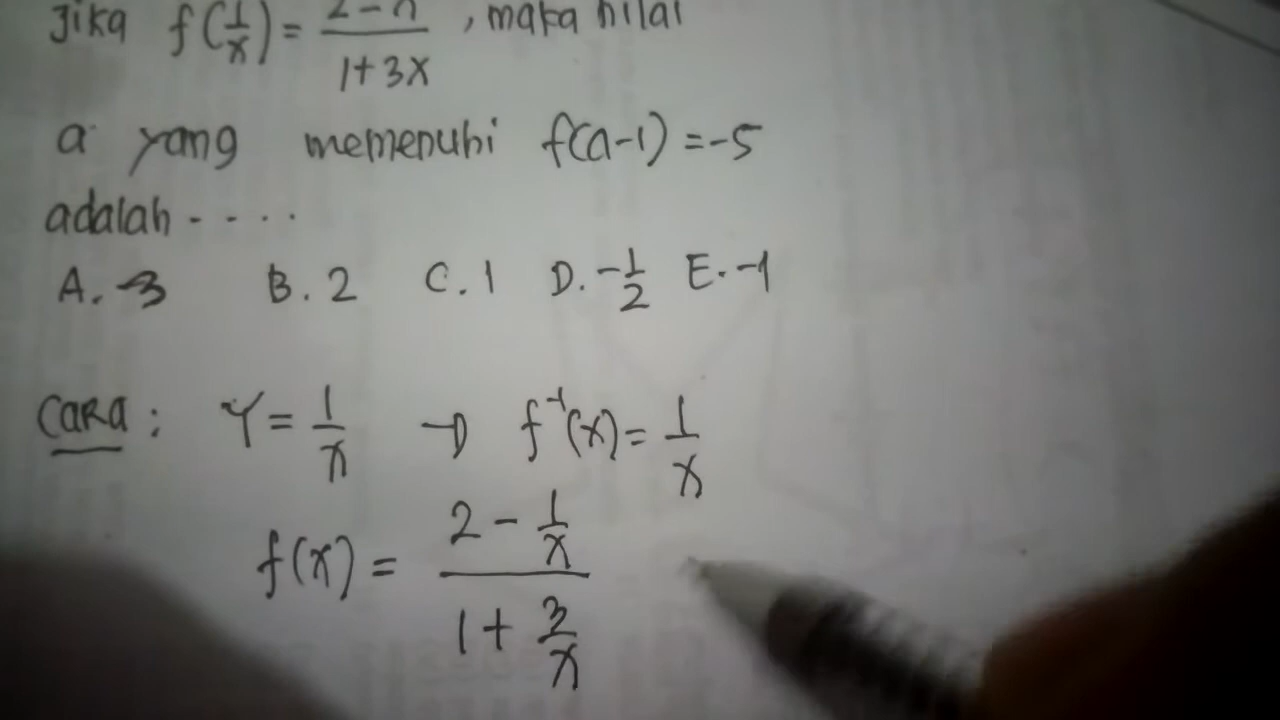 Jika f(1/x) = (2-x)/(1+3x), maka nilai
a yang memenuhi f(a-1) = -5
adalah - . . .
A. -3 B. 2 C. 1 D. -1/2 E. -1
CARA : Y = 1/x → f⁻¹(x) = 1/x
f(x) = (2 - 1/x)/(1 + 3/x)